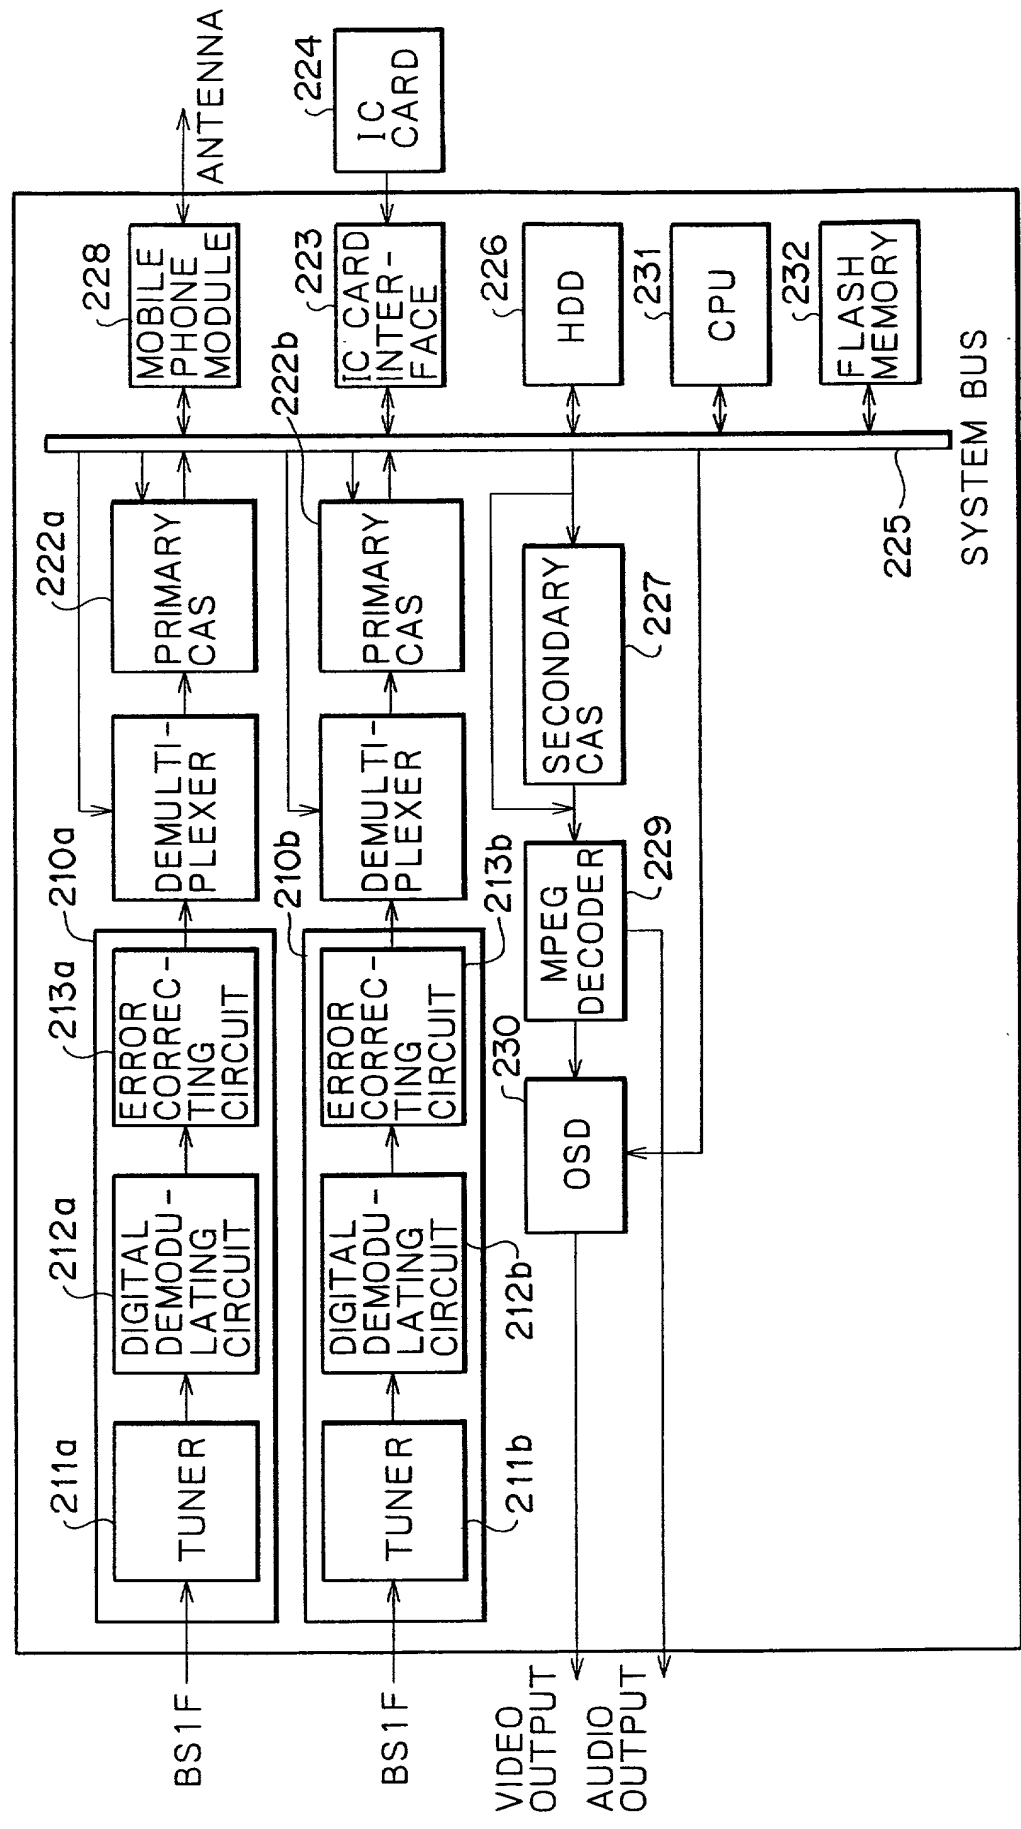 BS1F
211a
TUNER
212a
DIGITAL
DEMODU-
LATING
CIRCUIT
213a
ERROR
CORREC-
TING
CIRCUIT
210a
DEMULTI-
PLEXER
222a
PRIMARY
CAS
228
MOBILE
PHONE
MODULE
ANTENNA
BS1F
TUNER
211b
DIGITAL
DEMODU-
LATING
CIRCUIT
212b
ERROR
CORREC-
TING
CIRCUIT
213b
210b
DEMULTI-
PLEXER
PRIMARY
CAS
222b
223
IC CARD
INTER-
FACE
224
IC
CARD
VIDEO
OUTPUT
AUDIO
OUTPUT
230
OSD
MPEG
DECODER
229
SECONDARY
CAS
227
226
HDD
231
CPU
232
FLASH
MEMORY
225
SYSTEM BUS